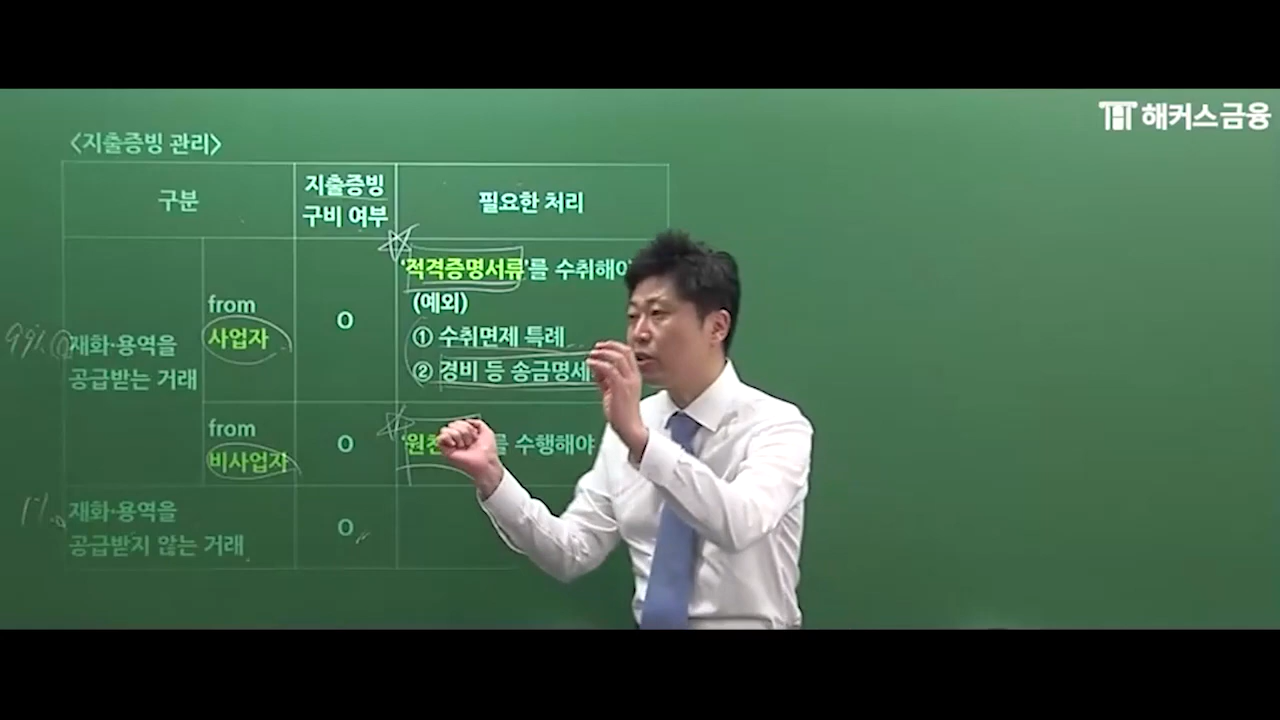 해커스금융
<지출증빙 관리>
구분
지출증빙
구비 여부
필요한 처리
재화·용역을
공급받는 거래
from
사업자
O
'적격증명서류'를 수취해야
(예외)
① 수취면제 특례
② 경비 등 송금명세
from
비사업자
O
를 수행해야
재화·용역을
공급받지 않는 거래
O
99%
1%